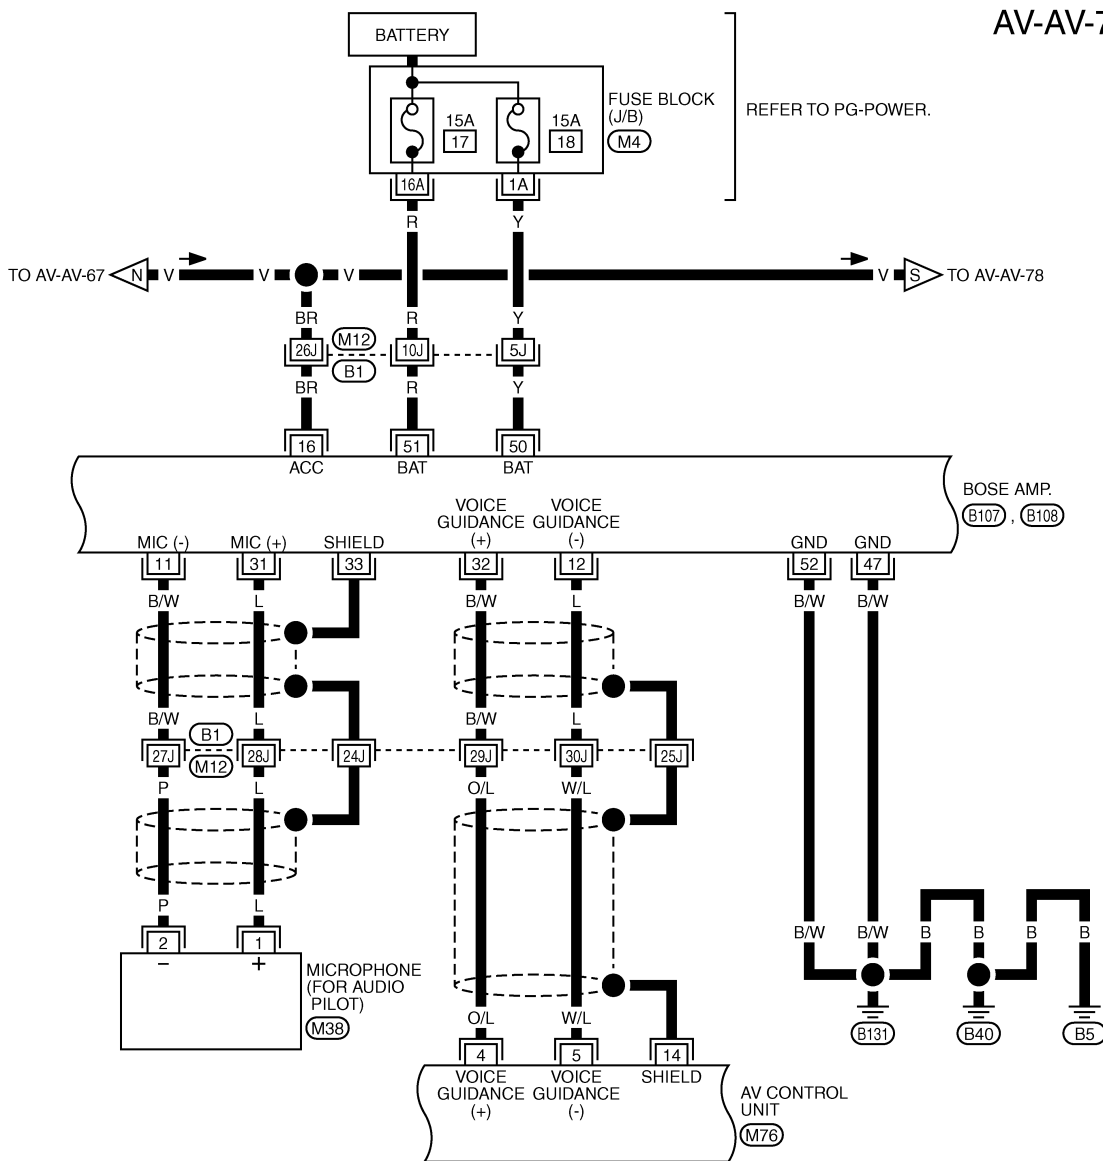 AV-AV-7
BATTERY
FUSE BLOCK
(J/B)
M4
REFER TO PG-POWER.
15A
17
15A
18
16A
1A
R
Y
TO AV-AV-67
N
V
V
V
V
S
TO AV-AV-78
BR
R
Y
M12
26J
10J
5J
B1
BR
R
Y
16
51
50
ACC
BAT
BAT
BOSE AMP.
B107 , B108
VOICE
GUIDANCE
(+)
VOICE
GUIDANCE
(-)
MIC (-)
MIC (+)
SHIELD
GND
GND
11
31
33
32
12
52
47
B/W
L
B/W
L
B/W
B/W
B/W
L
B/W
L
B1
27J
28J
24J
29J
30J
25J
M12
P
L
O/L
W/L
P
L
B/W
B/W
B
B
B
B
2
1
–
+
MICROPHONE
(FOR AUDIO
PILOT)
M38
O/L
W/L
B131
B40
B5
4
5
14
VOICE
GUIDANCE
(+)
VOICE
GUIDANCE
(-)
SHIELD
AV CONTROL
UNIT
M76